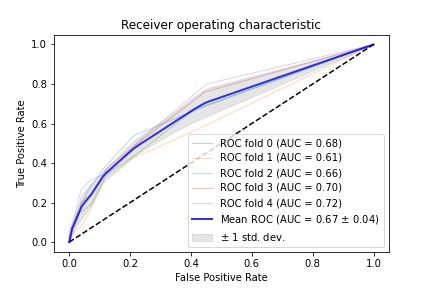 Receiver operating characteristic
True Positive Rate
1.0
0.8
0.6
0.4
0.2
0.0
ROC fold 0 (AUC = 0.68)
ROC fold 1 (AUC = 0.61)
ROC fold 2 (AUC = 0.66)
ROC fold 3 (AUC = 0.70)
ROC fold 4 (AUC = 0.72)
Mean ROC (AUC = 0.67 ± 0.04)
± 1 std. dev.
0.0 0.2 0.4 0.6 0.8 1.0
False Positive Rate